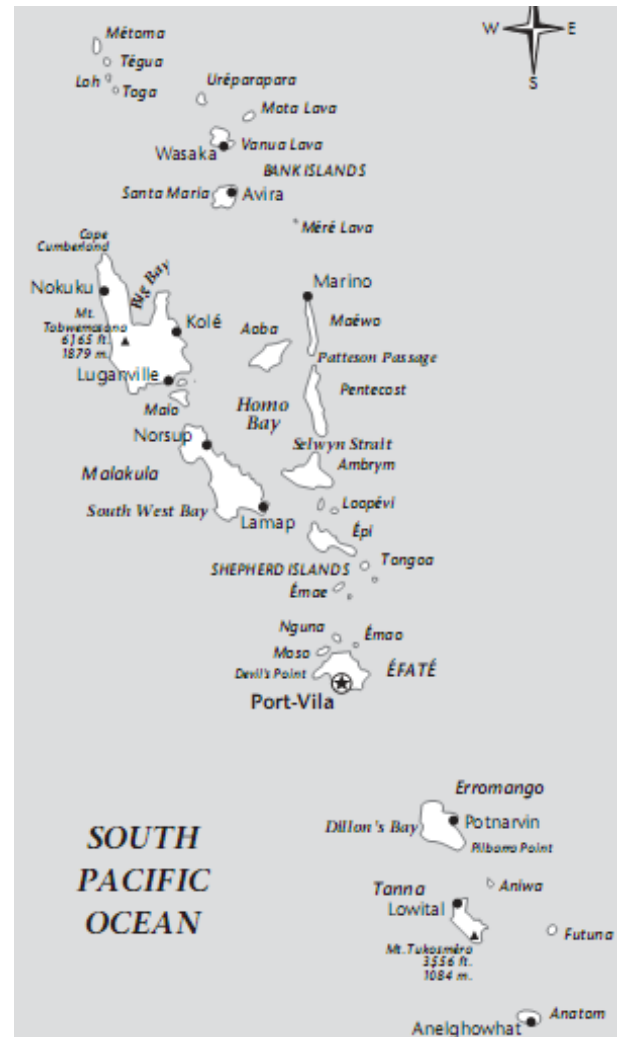 W E
S
Métoma
Tégua
Loh
Toga
Uréparapara
Mota Lava
Wasaka
Vanua Lava
BANK ISLANDS
Santa Maria
Avira
Méré Lava
Cape
Cumberland
Big Bay
Nokuku
Marino
Mt.
Tabwemasana
6165 ft.
1879 m.
Kolé
Aoba
Maéwo
Patteson Passage
Luganville
Malo
Homo
Bay
Pentecost
Norsup
Selwyn Strait
Ambrym
Malakula
South West Bay
Lamap
Loopévi
Épi
SHEPHERD ISLANDS
Tongoa
Émae
Nguna
Émao
Moso
Devil's Point
ÉFATÉ
Port-Vila
Erromango
Dillon's Bay
Potnarvin
Pilbarra Point
SOUTH
PACIFIC
OCEAN
Tanna
Aniwa
Lowital
Futuna
Mt. Tukosméra
3556 ft.
1084 m.
Anatom
Anelghowhat